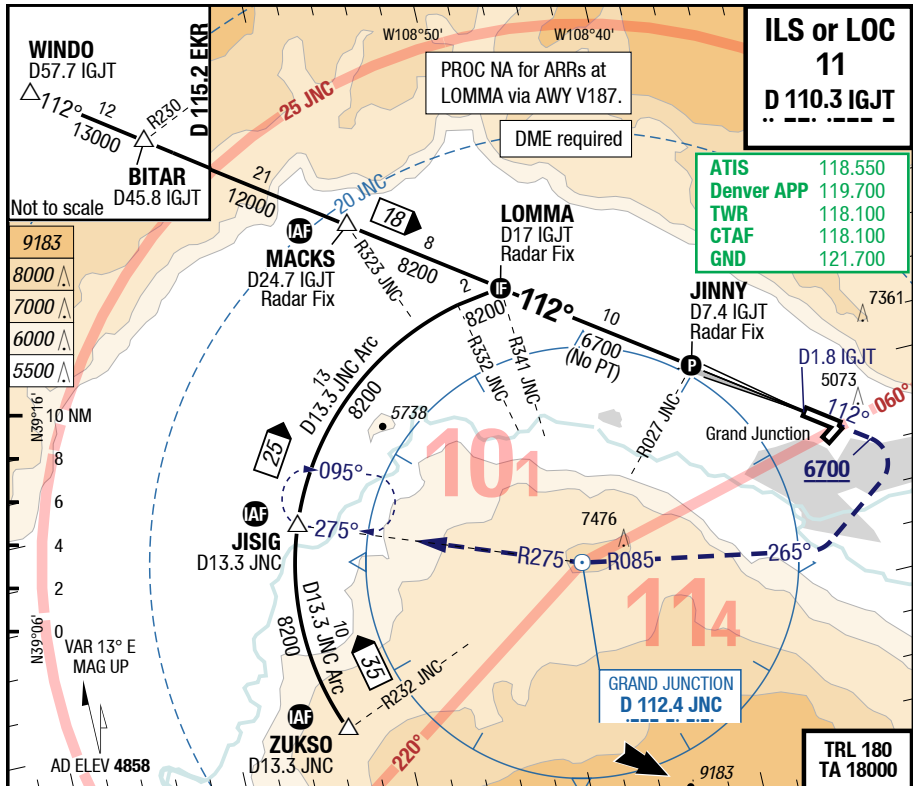 WINDO
D57.7 IGJT
112°
12
13000
R230
D 115.2 EKR
BITAR
D45.8 IGJT
Not to scale
25 JNC
W108°50'
W108°40'
PROC NA for ARRs at
LOMMA via AWY V187.
DME required
ILS or LOC
11
D 110.3 IGJT
ATIS 118.550
Denver APP 119.700
TWR 118.100
CTAF 118.100
GND 121.700
21
12000
20 JNC
18
IAF
MACKS
D24.7 IGJT
Radar Fix
8
8200
R323 JNC
LOMMA
D17 IGJT
Radar Fix
IF
2
8200
112°
10
6700
(No PT)
R332 JNC
R341 JNC
JINNY
D7.4 IGJT
Radar Fix
P
R027 JNC
7361
D1.8 IGJT
5073
112°
060°
Grand Junction
6700
9183
8000
7000
6000
5500
N39°16'
10 NM
8
6
4
2
0
N39°06'
13
D13.3 JNC Arc
8200
5738
25
095°
275°
IAF
JISIG
D13.3 JNC
10₁
7476
R275
R085
265°
11₄
10
D13.3 JNC Arc
8200
35
R232 JNC
IAF
ZUKSO
D13.3 JNC
220°
GRAND JUNCTION
D 112.4 JNC
VAR 13° E
MAG UP
AD ELEV 4858
9183
TRL 180
TA 18000